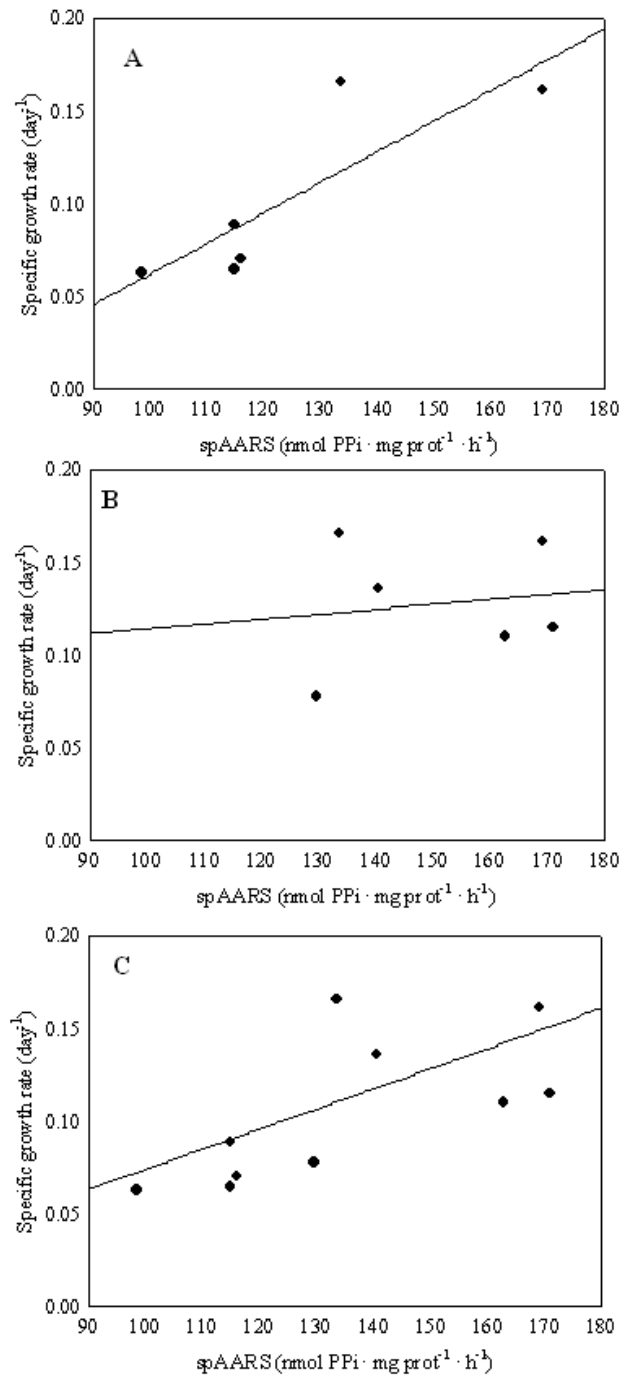 A
Specific growth rate (day⁻¹)
0.20
0.15
0.10
0.05
0.00
90 100 110 120 130 140 150 160 170 180
spAARS (nmol PPi · mg prot⁻¹ · h⁻¹)
B
Specific growth rate (day⁻¹)
0.20
0.15
0.10
0.05
0.00
90 100 110 120 130 140 150 160 170 180
spAARS (nmol PPi · mg prot⁻¹ · h⁻¹)
C
Specific growth rate (day⁻¹)
0.20
0.15
0.10
0.05
0.00
90 100 110 120 130 140 150 160 170 180
spAARS (nmol PPi · mg prot⁻¹ · h⁻¹)